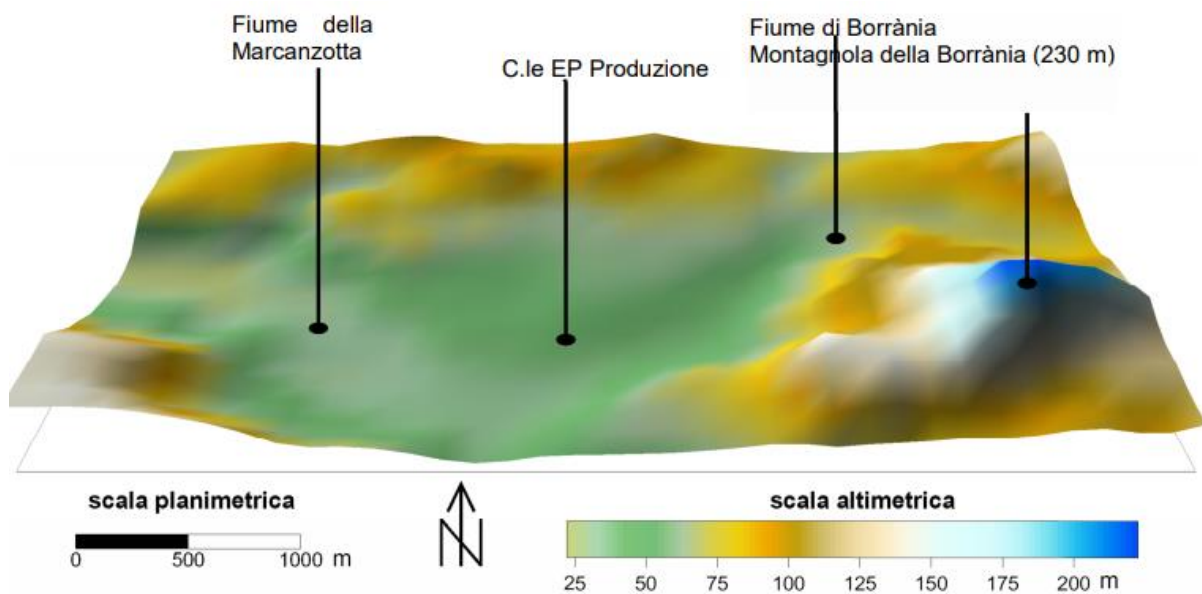 Fiume della
Marcanzotta
C.le EP Produzione
Fiume di Borrània
Montagnola della Borrània (230 m)
scala planimetrica
0 500 1000 m
N
scala altimetrica
25 50 75 100 125 150 175 200 m